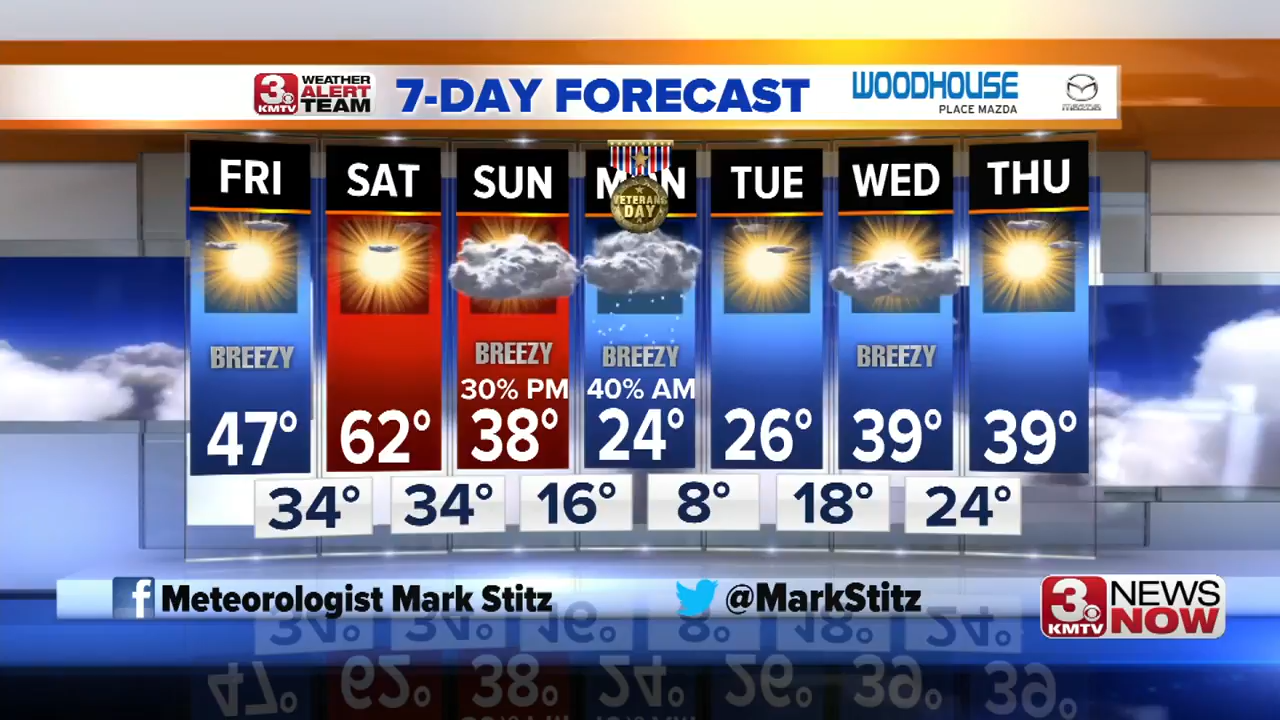 3 KMTV WEATHER ALERT TEAM
7-DAY FORECAST
WOODHOUSE
PLACE MAZDA
FRI SAT SUN MON TUE WED THU
VETERANS DAY
BREEZY BREEZY BREEZY BREEZY
30% PM 40% AM
47° 62° 38° 24° 26° 39° 39°
34° 34° 16° 8° 18° 24°
f Meteorologist Mark Stitz @MarkStitz
3 KMTV NEWS NOW